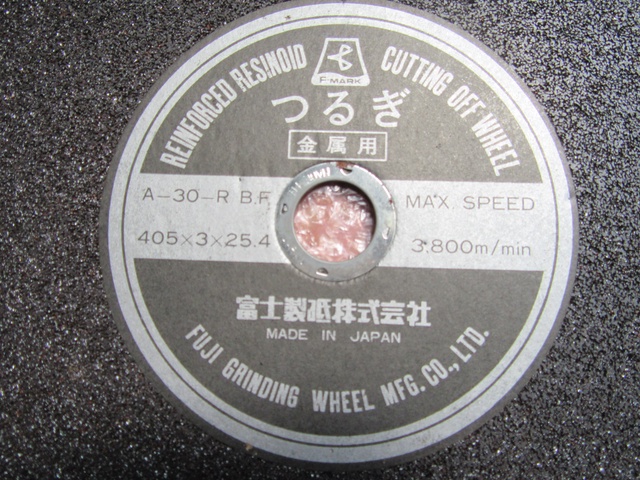 REINFORCED RESINOID CUTTING OFF WHEEL
F-MARK
つるぎ
金属用
A-30-R B.F.
MAX SPEED
405×3×25.4
3.800m/min
富士製砥株式会社
MADE IN JAPAN
FUJI GRINDING WHEEL MFG. CO., LTD.